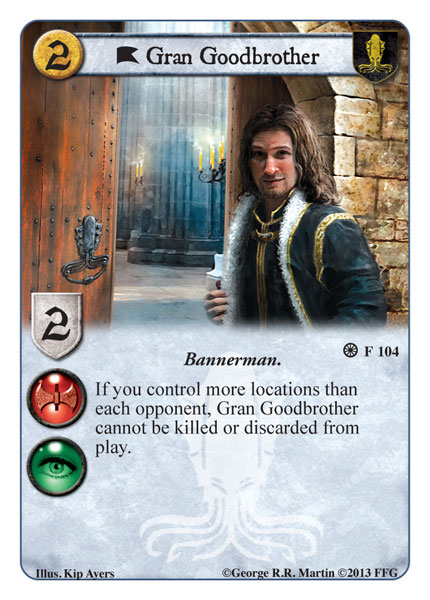 2 Gran Goodbrother
2
Bannerman.
F 104
If you control more locations than
each opponent, Gran Goodbrother
cannot be killed or discarded from
play.
Illus. Kip Ayers ©George R.R. Martin ©2013 FFG